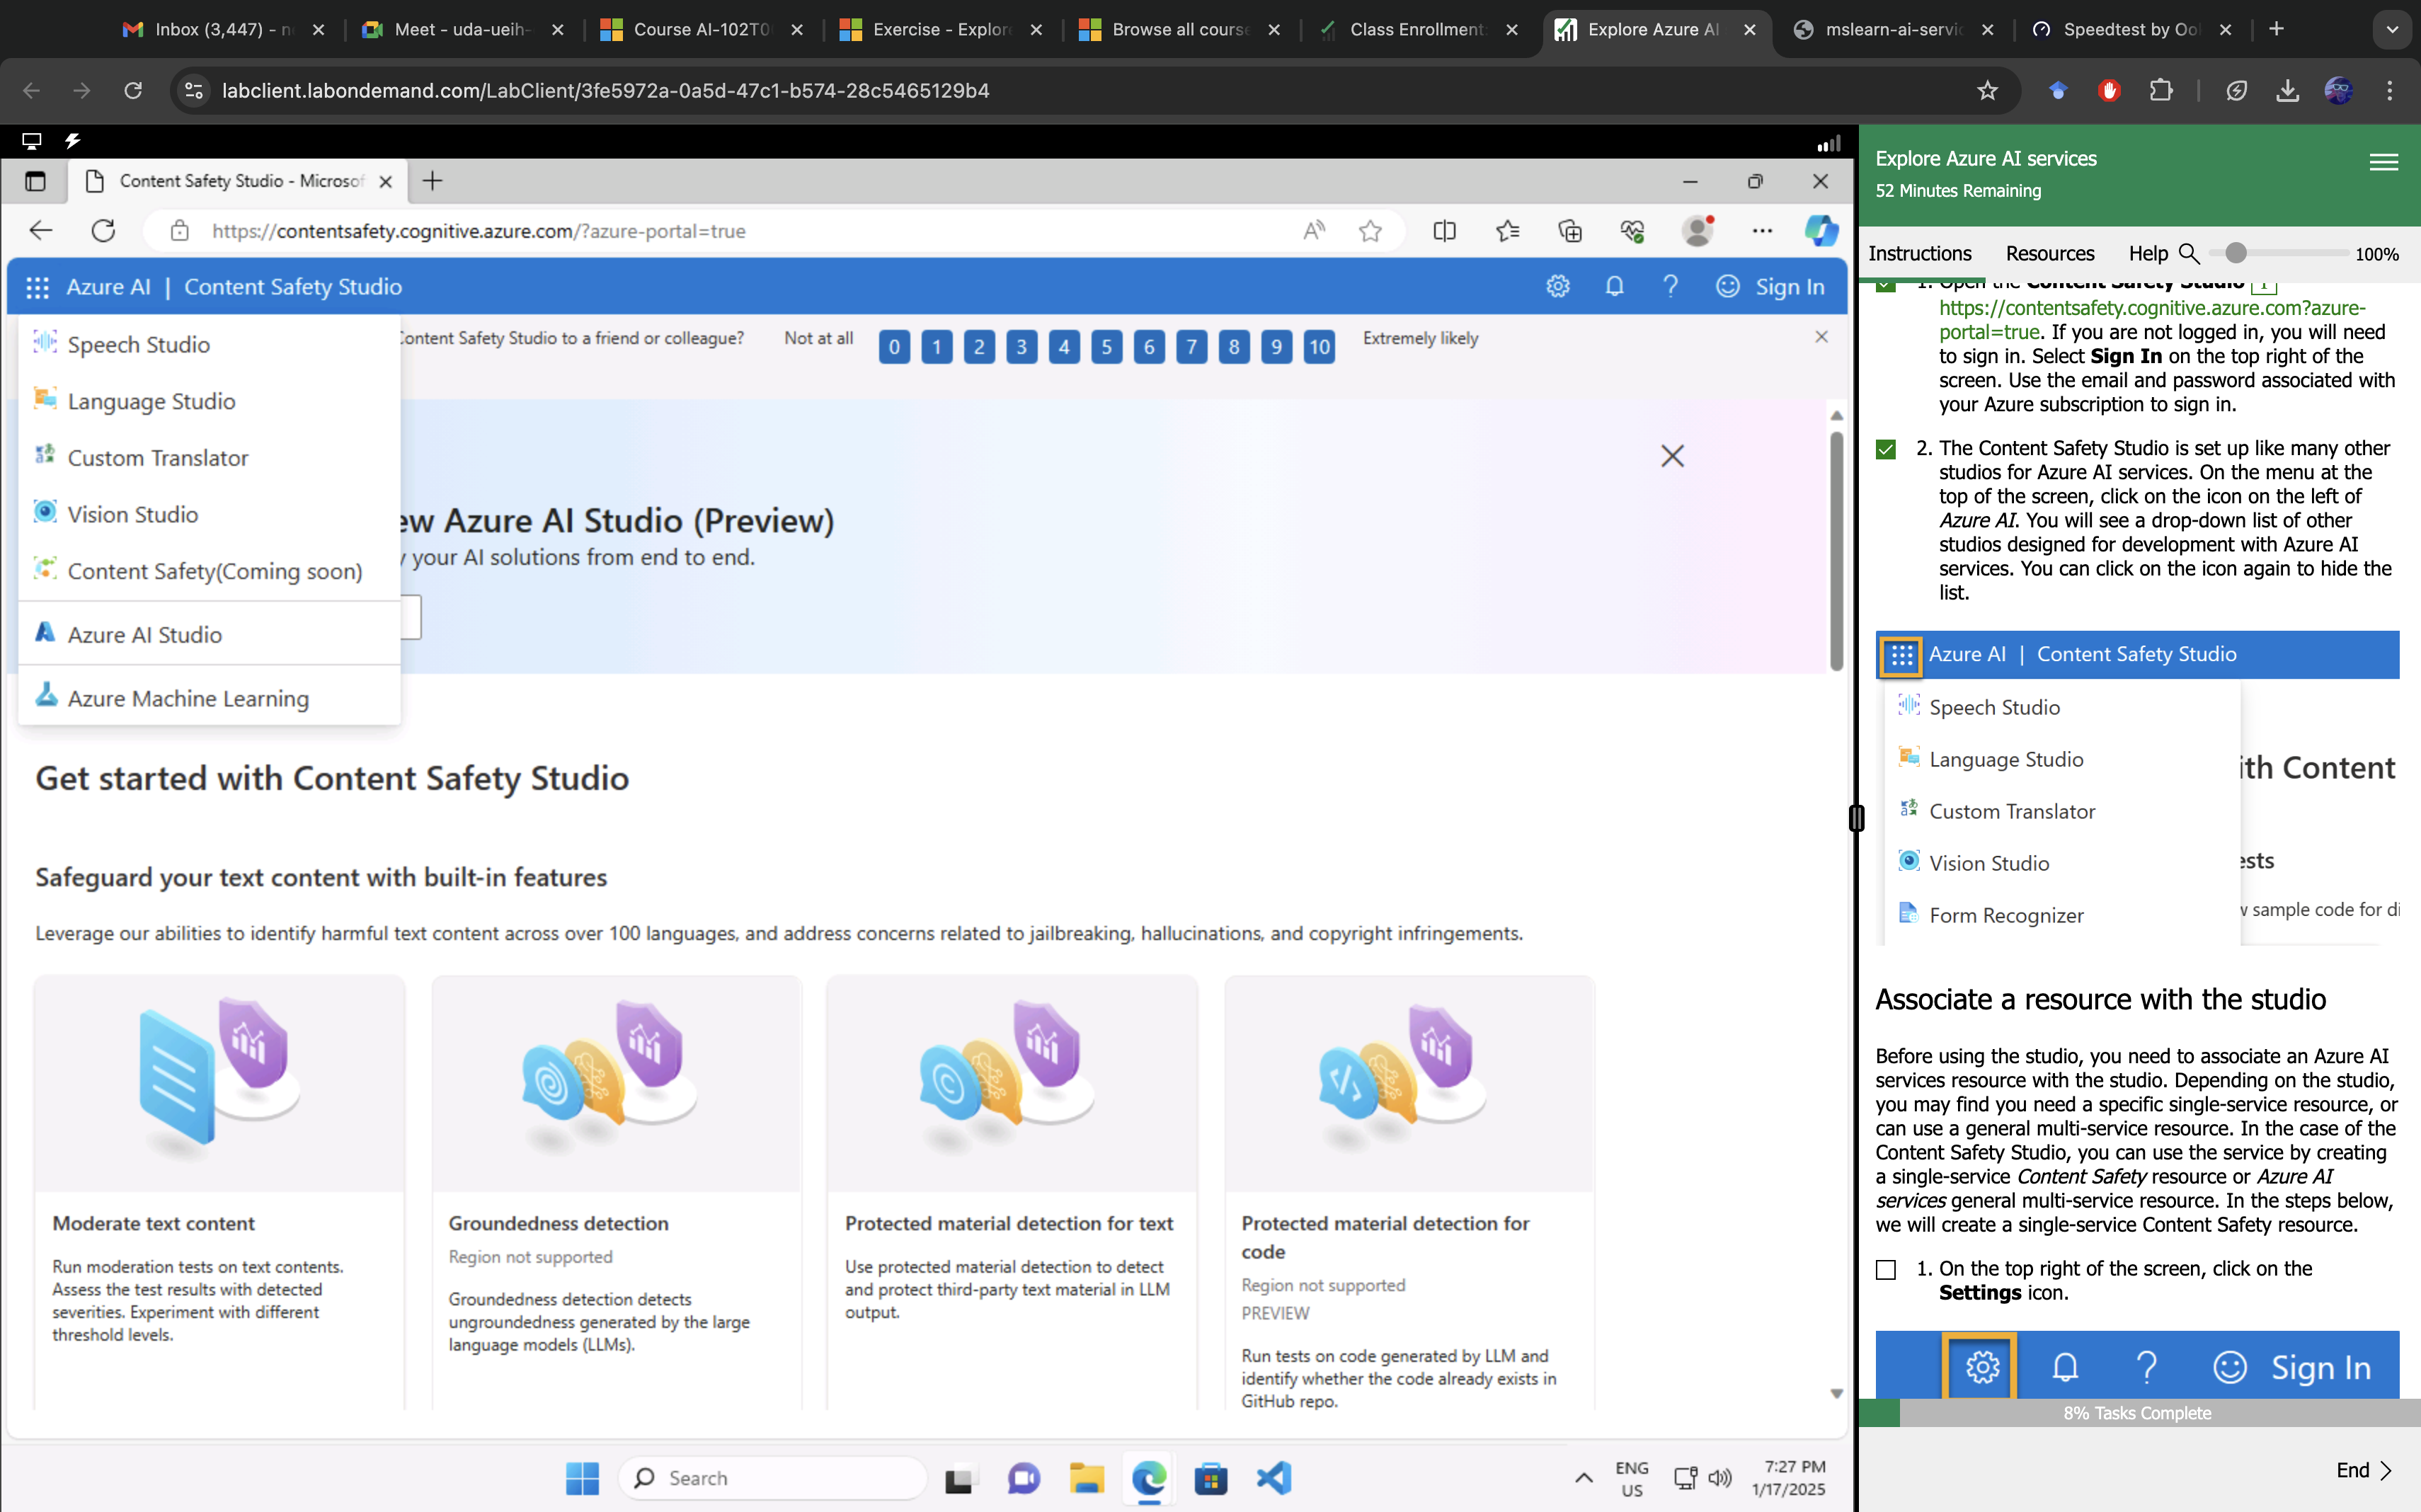 Inbox (3,447) - n
Meet - uda-ueih-
Course AI-102T0
Exercise - Explore
Browse all course
Class Enrollment
Explore Azure AI
mslearn-ai-servic
Speedtest by Ool
labclient.labondemand.com/LabClient/3fe5972a-0a5d-47c1-b574-28c5465129b4
Content Safety Studio - Microsof
https://contentsafety.cognitive.azure.com/?azure-portal=true
Azure AI | Content Safety Studio
Sign In
Speech Studio
Language Studio
Custom Translator
Vision Studio
Content Safety(Coming soon)
Azure AI Studio
Azure Machine Learning
Content Safety Studio to a friend or colleague?
Not at all
0 1 2 3 4 5 6 7 8 9 10
Extremely likely
ew Azure AI Studio (Preview)
y your AI solutions from end to end.
Get started with Content Safety Studio
Safeguard your text content with built-in features
Leverage our abilities to identify harmful text content across over 100 languages, and address concerns related to jailbreaking, hallucinations, and copyright infringements.
Moderate text content
Run moderation tests on text contents.
Assess the test results with detected
severities. Experiment with different
threshold levels.
Groundedness detection
Region not supported
Groundedness detection detects
ungroundedness generated by the large
language models (LLMs).
Protected material detection for text
Use protected material detection to detect
and protect third-party text material in LLM
output.
Protected material detection for
code
Region not supported
PREVIEW
Run tests on code generated by LLM and
identify whether the code already exists in
GitHub repo.
Search
ENG
US
7:27 PM
1/17/2025
Explore Azure AI services
52 Minutes Remaining
Instructions
Resources
Help
100%
1. Open the Content Safety Studio
https://contentsafety.cognitive.azure.com?azure-
portal=true. If you are not logged in, you will need
to sign in. Select Sign In on the top right of the
screen. Use the email and password associated with
your Azure subscription to sign in.
2. The Content Safety Studio is set up like many other
studios for Azure AI services. On the menu at the
top of the screen, click on the icon on the left of
Azure AI. You will see a drop-down list of other
studios designed for development with Azure AI
services. You can click on the icon again to hide the
list.
Azure AI | Content Safety Studio
Speech Studio
Language Studio
ith Content
Custom Translator
Vision Studio
ests
Form Recognizer
w sample code for di
Associate a resource with the studio
Before using the studio, you need to associate an Azure AI
services resource with the studio. Depending on the studio,
you may find you need a specific single-service resource, or
can use a general multi-service resource. In the case of the
Content Safety Studio, you can use the service by creating
a single-service Content Safety resource or Azure AI
services general multi-service resource. In the steps below,
we will create a single-service Content Safety resource.
1. On the top right of the screen, click on the
Settings icon.
Sign In
8% Tasks Complete
End